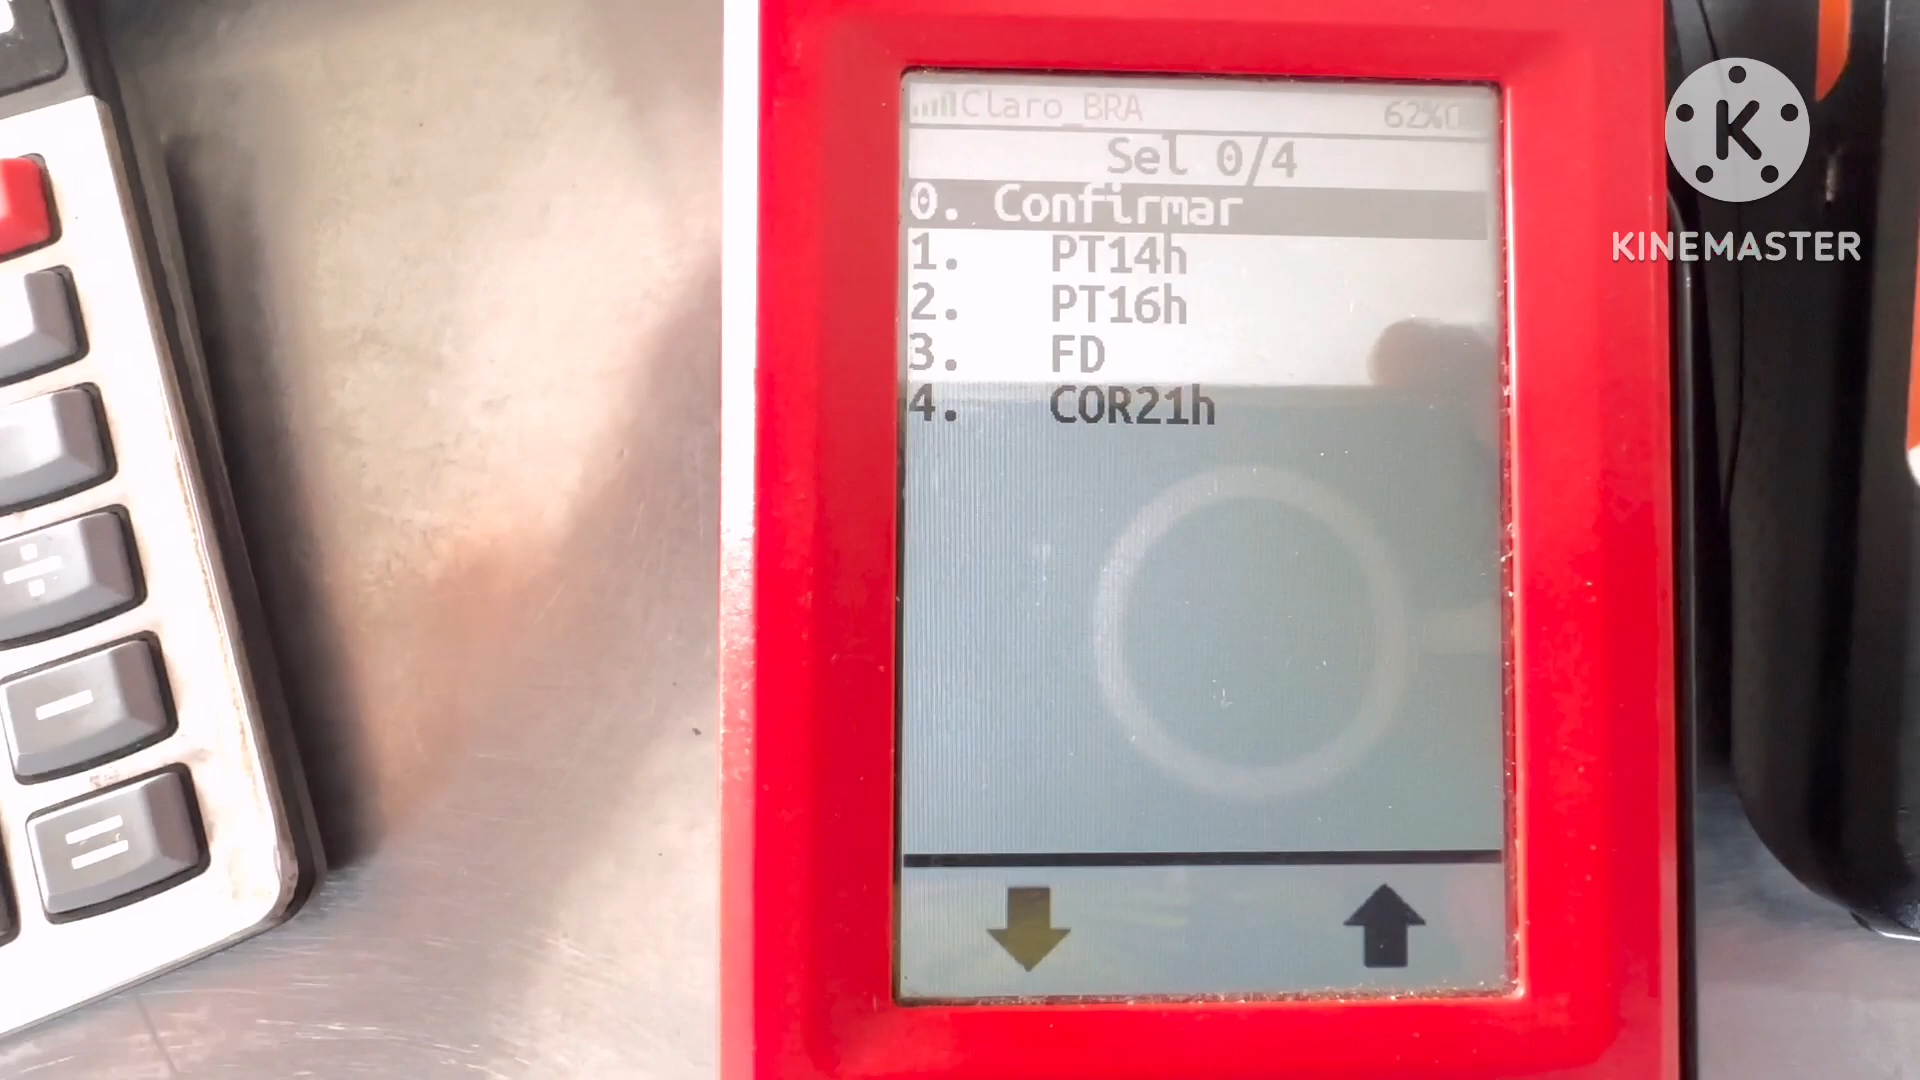 Claro_BRA 62%
Sel 0/4
0. Confirmar
1. PT14h
2. PT16h
3. FD
4. COR21h
K
KINEMASTER
÷
-
=